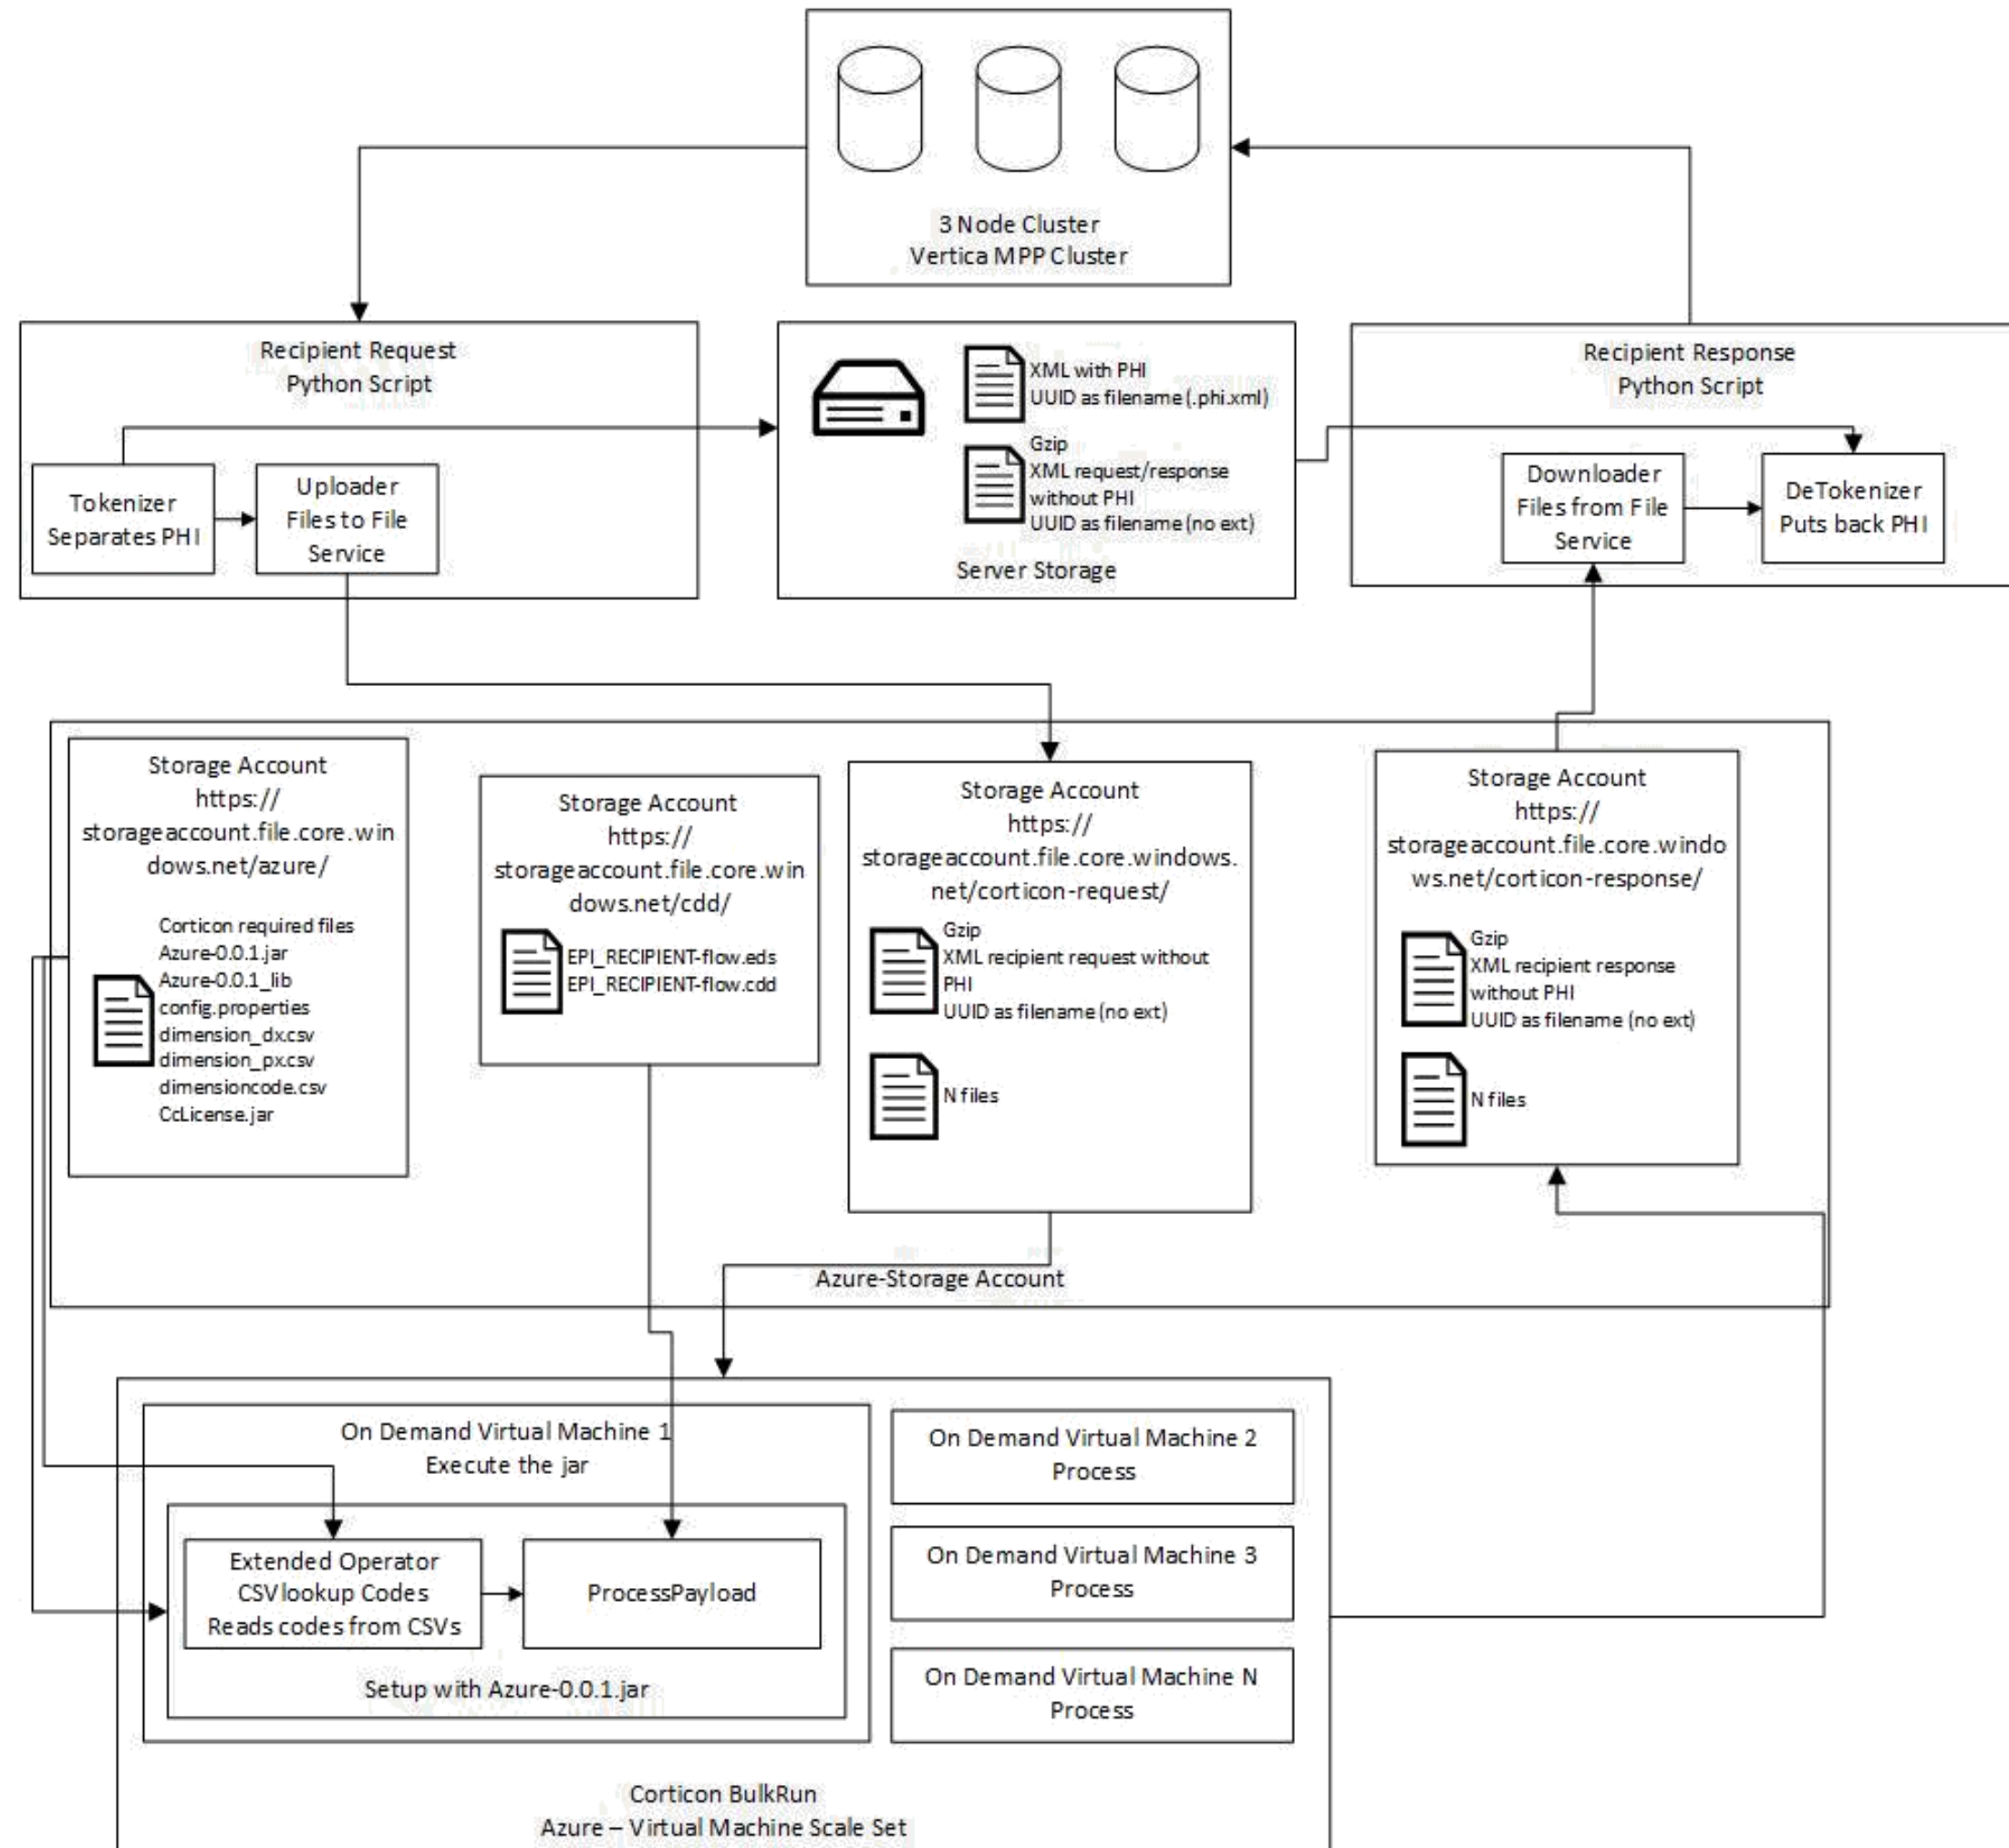 3 Node Cluster
Vertica MPP Cluster
Recipient Request
Python Script
Tokenizer
Separates PHI
Uploader
Files to File
Service
XML with PHI
UUID as filename (.phi.xml)
Gzip
XML request/response
without PHI
UUID as filename (no ext)
Server Storage
Recipient Response
Python Script
Downloader
Files from File
Service
DeTokenizer
Puts back PHI
Storage Account
https://
storageaccount.file.core.win
dows.net/azure/
Corticon required files
Azure-0.0.1.jar
Azure-0.0.1_lib
config.properties
dimension_dx.csv
dimension_px.csv
dimensioncode.csv
CcLicense.jar
Storage Account
https://
storageaccount.file.core.win
dows.net/cdd/
EPI_RECIPIENT-flow.eds
EPI_RECIPIENT-flow.cdd
Storage Account
https://
storageaccount.file.core.windows.
net/corticon-request/
Gzip
XML recipient request without
PHI
UUID as filename (no ext)
N files
Storage Account
https://
storageaccount.file.core.windo
ws.net/corticon-response/
Gzip
XML recipient response
without PHI
UUID as filename (no ext)
N files
Azure-Storage Account
On Demand Virtual Machine 1
Execute the jar
Extended Operator
CSVlookup Codes
Reads codes from CSVs
ProcessPayload
Setup with Azure-0.0.1.jar
On Demand Virtual Machine 2
Process
On Demand Virtual Machine 3
Process
On Demand Virtual Machine N
Process
Corticon BulkRun
Azure – Virtual Machine Scale Set